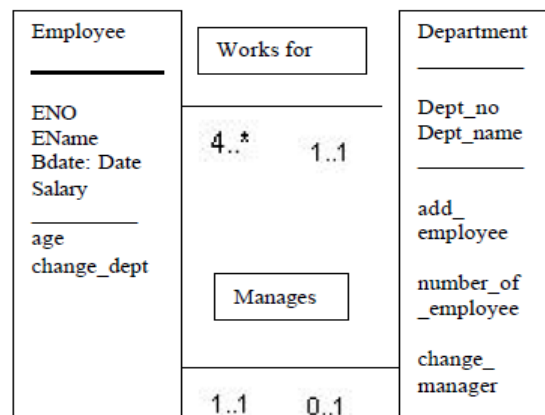 Employee
ENO
EName
Bdate: Date
Salary
age
change_dept
Works for
4..*
1..1
Manages
1..1
0..1
Department
Dept_no
Dept_name
add_
employee
number_of
_employee
change_
manager